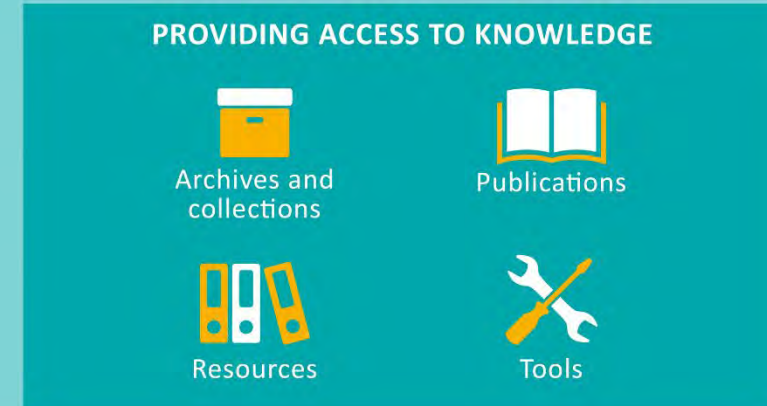 PROVIDING ACCESS TO KNOWLEDGE
Archives and
collections
Publications
Resources
Tools